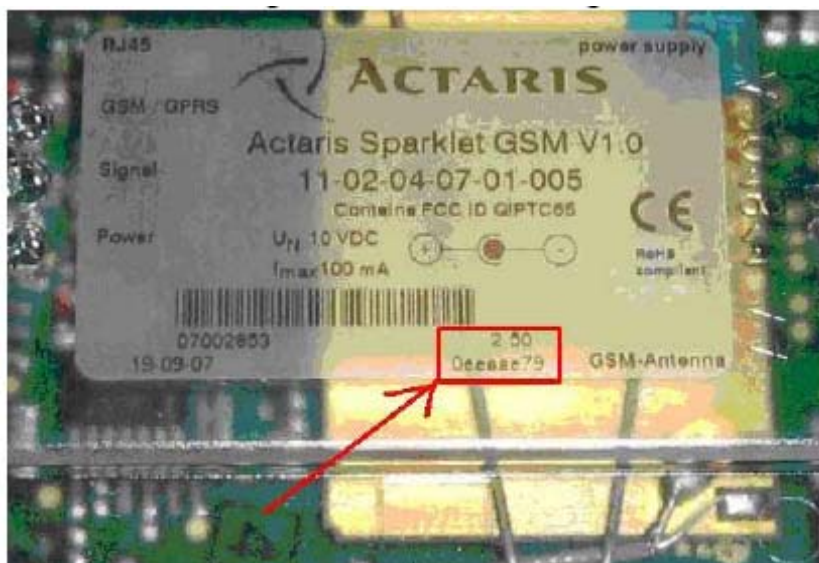 RJ45
power supply
ACTARIS
GSM / GPRS
Actaris Sparklet GSM V1.0
Signal
11-02-04-07-01-005
Contains FCC ID QIPTC65
CE
Power
UN 10 VDC
+ -
RoHS
compliant
Imax 100 mA
07002853
2.50
19-09-07
GSM-Antenna